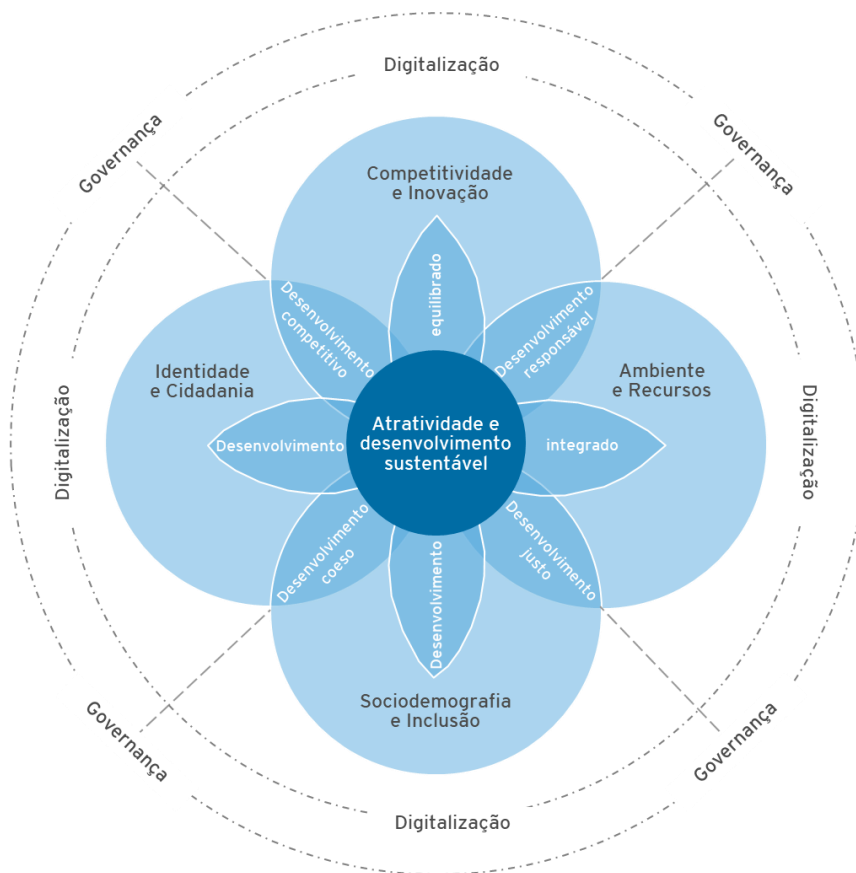 Digitalização
Governança
Governança
Competitividade
e Inovação
equilibrado
Desenvolvimento
competitivo
Desenvolvimento
responsável
Identidade
e Cidadania
Ambiente
e Recursos
Digitalização
Digitalização
Atratividade e
desenvolvimento
sustentável
Desenvolvimento
integrado
Desenvolvimento
coeso
Desenvolvimento
Desenvolvimento
justo
Sociodemografia
e Inclusão
Governança
Governança
Digitalização